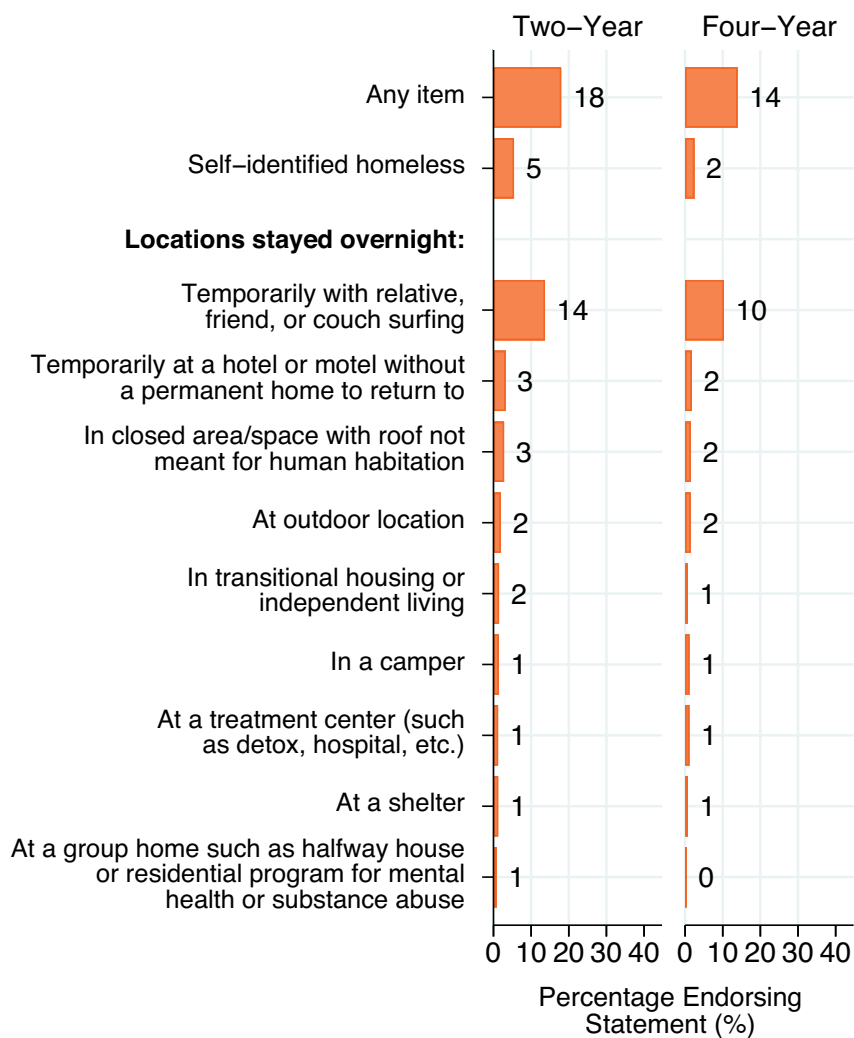 Two−Year Four−Year
Any item 18 14
Self−identified homeless 5 2
Locations stayed overnight:
Temporarily with relative,
friend, or couch surfing 14 10
Temporarily at a hotel or motel without
a permanent home to return to 3 2
In closed area/space with roof not
meant for human habitation 3 2
At outdoor location 2 2
In transitional housing or
independent living 2 1
In a camper 1 1
At a treatment center (such
as detox, hospital, etc.) 1 1
At a shelter 1 1
At a group home such as halfway house
or residential program for mental 1 0
health or substance abuse
0 10 20 30 40 0 10 20 30 40
Percentage Endorsing
Statement (%)